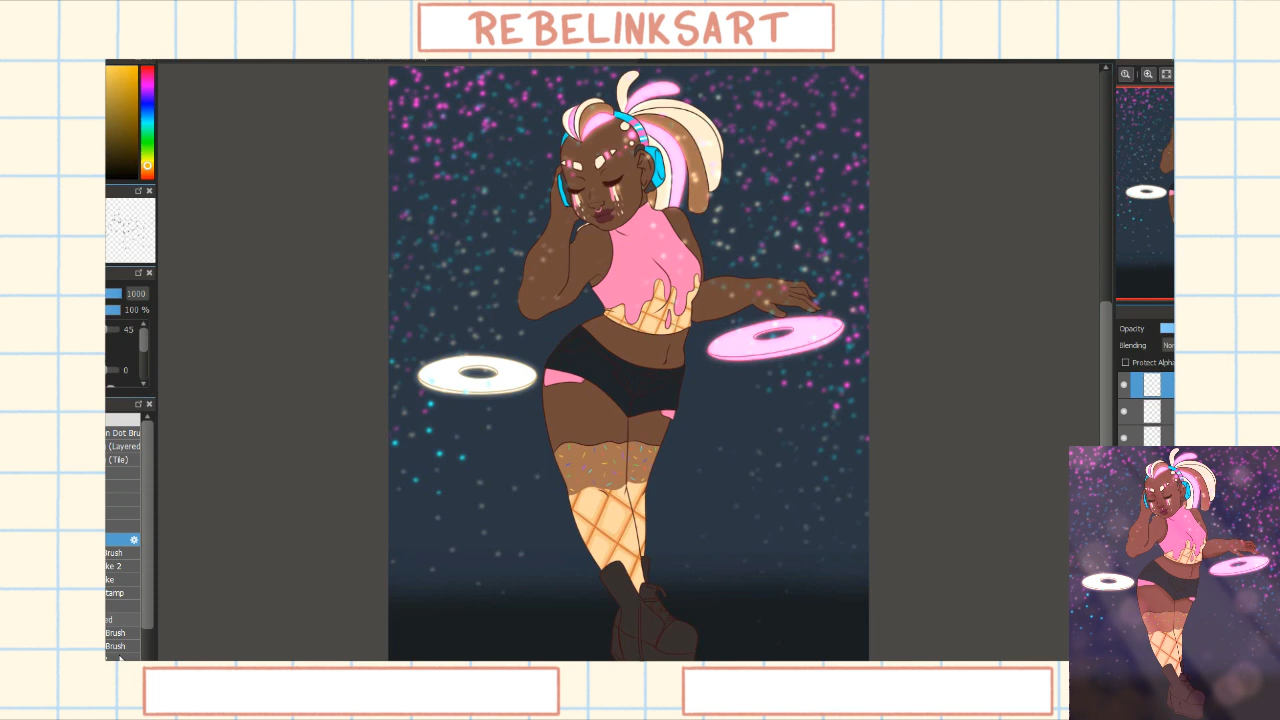 REBELINKSART
1000
100 %
Opacity
45
Blending
Protect Alpha
0
n Dot Bru
(Layered
(Tile)
Brush
ke 2
ke
tamp
ed
Brush
Brush